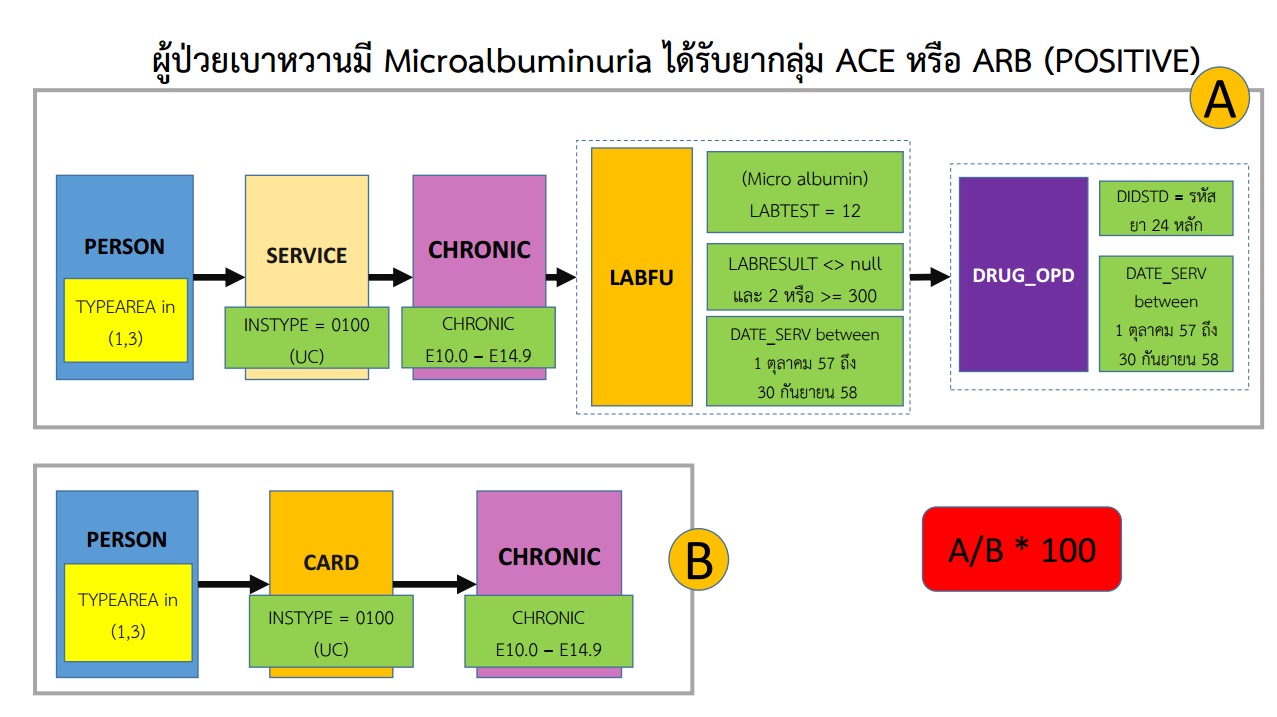 ผู้ป่วยเบาหวานมี Microalbuminuria ได้รับยากลุ่ม ACE หรือ ARB (POSITIVE)
A
PERSON
TYPEAREA in
(1,3)
SERVICE
INSTYPE = 0100
(UC)
CHRONIC
CHRONIC
E10.0 – E14.9
LABFU
(Micro albumin)
LABTEST = 12
LABRESULT <> null
และ 2 หรือ >= 300
DATE_SERV between
1 ตุลาคม 57 ถึง
30 กันยายน 58
DRUG_OPD
DIDSTD = รหัส
ยา 24 หลัก
DATE_SERV
between
1 ตุลาคม 57 ถึง
30 กันยายน 58
B
PERSON
TYPEAREA in
(1,3)
CARD
INSTYPE = 0100
(UC)
CHRONIC
CHRONIC
E10.0 – E14.9
A/B * 100